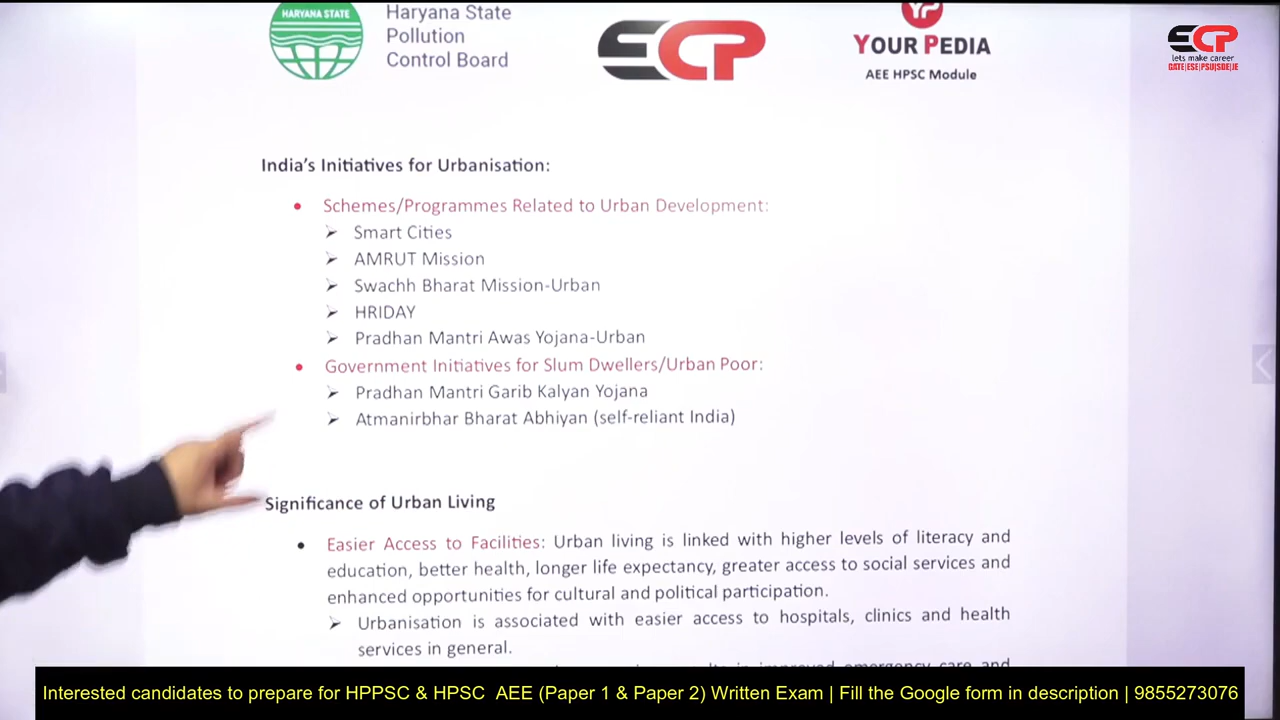 HARYANA STATE
Haryana State
Pollution
Control Board
ECP
YP
YOUR PEDIA
AEE HPSC Module
ECP
lets make career
GATE|ESE|PSU|SDE|JE
India's Initiatives for Urbanisation:
• Schemes/Programmes Related to Urban Development:
➢ Smart Cities
➢ AMRUT Mission
➢ Swachh Bharat Mission-Urban
➢ HRIDAY
➢ Pradhan Mantri Awas Yojana-Urban
• Government Initiatives for Slum Dwellers/Urban Poor:
➢ Pradhan Mantri Garib Kalyan Yojana
➢ Atmanirbhar Bharat Abhiyan (self-reliant India)
Significance of Urban Living
• Easier Access to Facilities: Urban living is linked with higher levels of literacy and
education, better health, longer life expectancy, greater access to social services and
enhanced opportunities for cultural and political participation.
➢ Urbanisation is associated with easier access to hospitals, clinics and health
services in general.
improved emergency care and
Interested candidates to prepare for HPPSC & HPSC AEE (Paper 1 & Paper 2) Written Exam | Fill the Google form in description | 9855273076